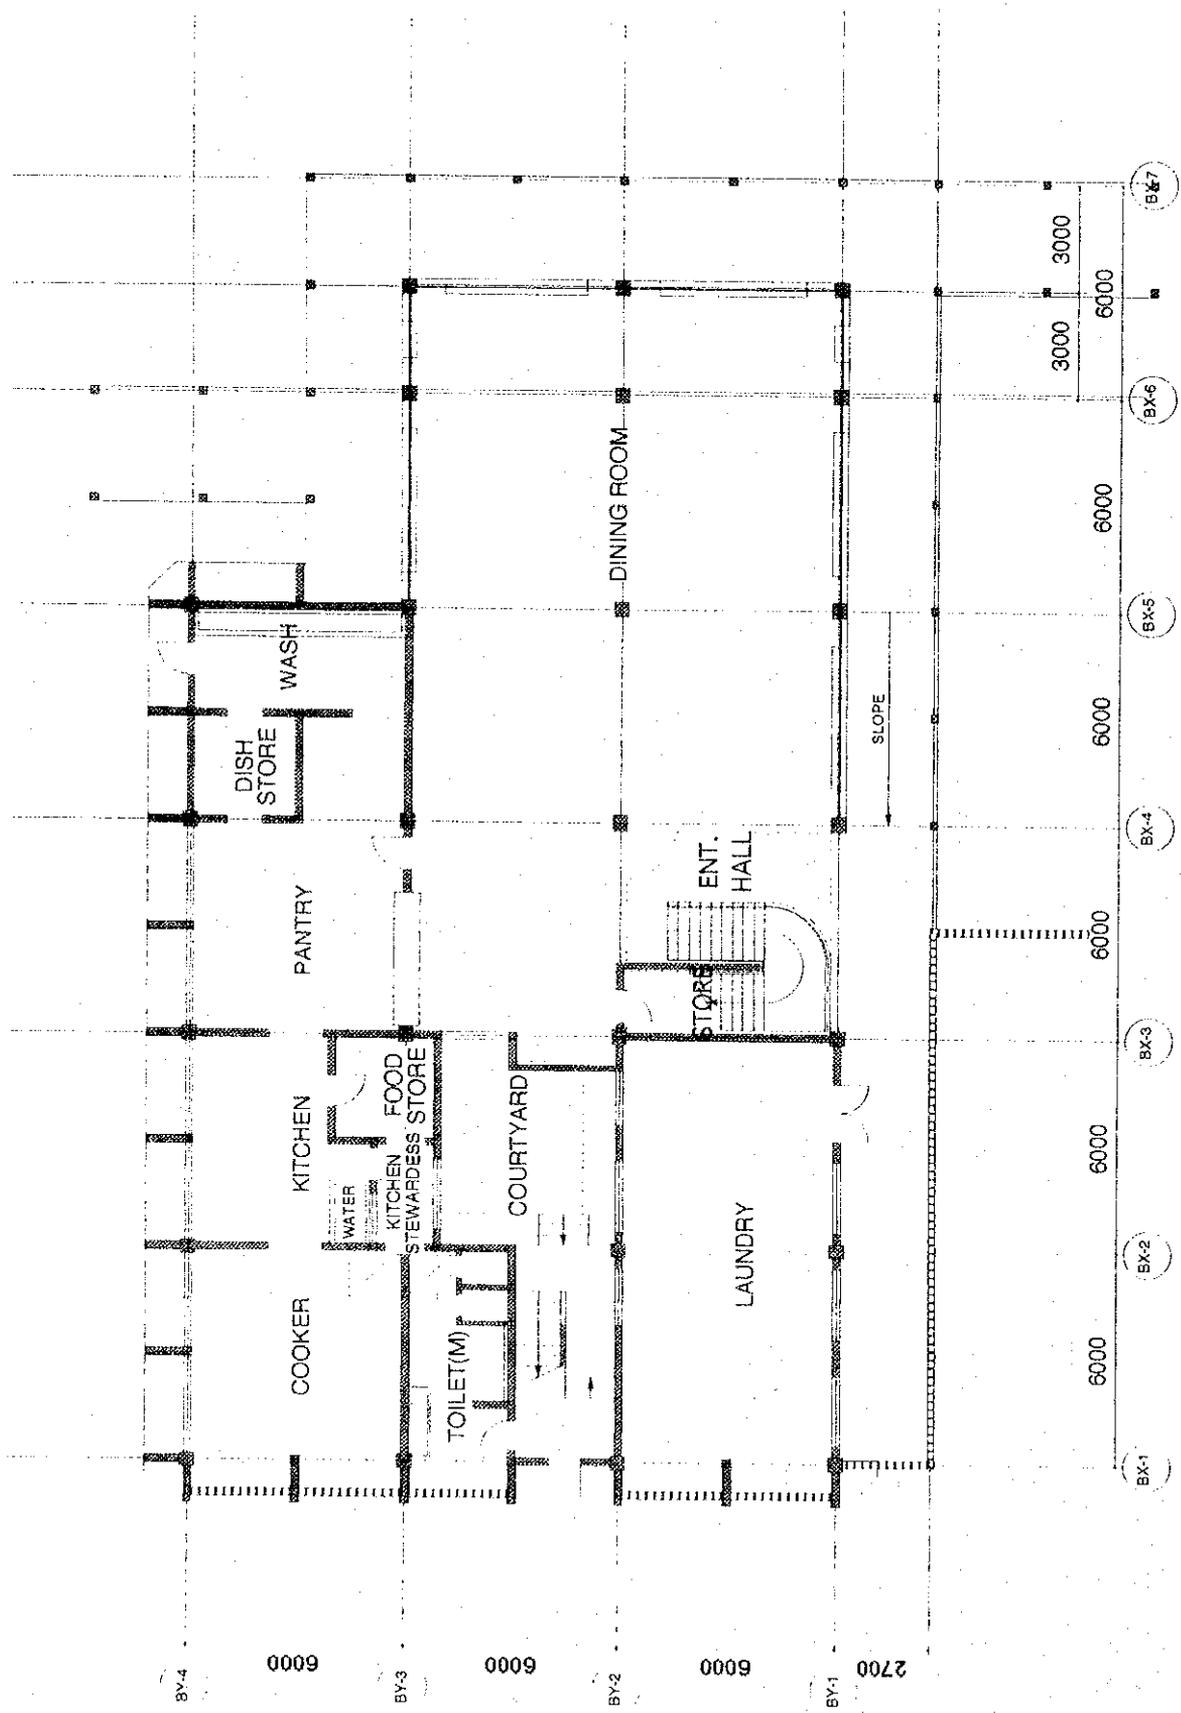 WASH
DISH
STORE
PANTRY
KITCHEN
COOKER
FOOD
STORE
KITCHEN
STEWARDESS
WATER
TOILET(M)
COURTYARD
DINING ROOM
ENT.
HALL
STORE
LAUNDRY
SLOPE
3000
3000
6000
6000
6000
6000
6000
6000
BX-7
BX-6
BX-5
BX-4
BX-3
BX-2
BX-1
BY-4
6000
BY-3
6000
BY-2
6000
BY-1
2700